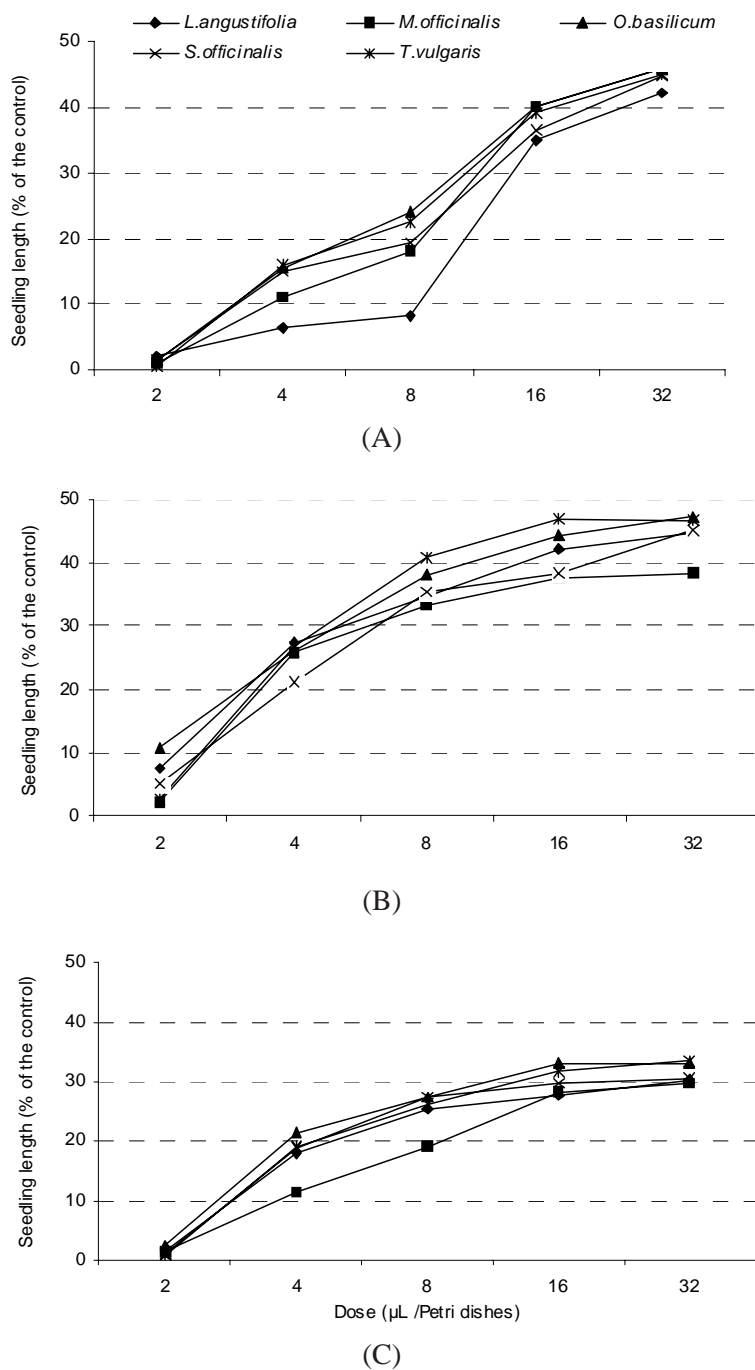 L.angustifolia M.officinalis O.basilicum
S.officinalis T.vulgaris
Seedling length (% of the control)
50
40
30
20
10
0
2 4 8 16 32
(A)
Seedling length (% of the control)
50
40
30
20
10
0
2 4 8 16 32
(B)
Seedling length (% of the control)
50
40
30
20
10
0
2 4 8 16 32
Dose (µL /Petri dishes)
(C)